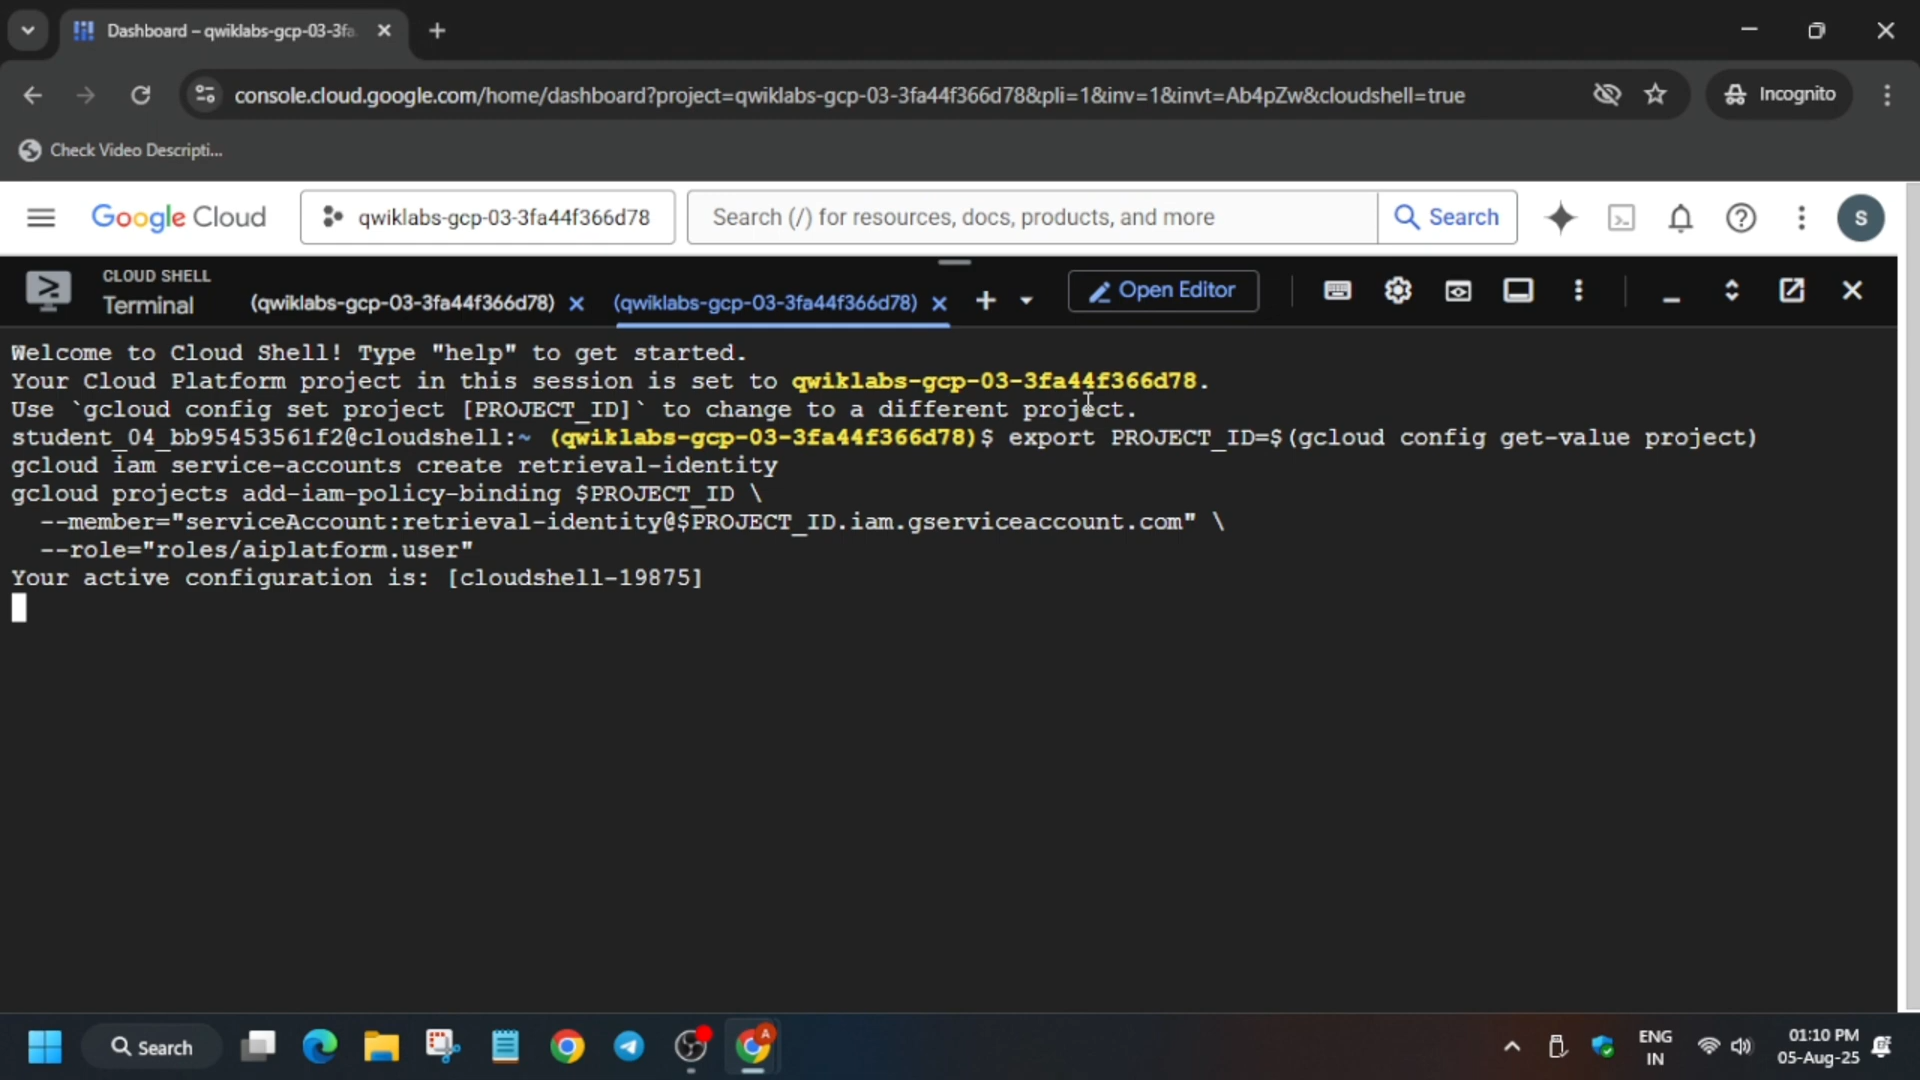 Dashboard – qwiklabs-gcp-03-3fa
console.cloud.google.com/home/dashboard?project=qwiklabs-gcp-03-3fa44f366d78&pli=1&inv=1&invt=Ab4pZw&cloudshell=true
Incognito
Check Video Descripti...
Google Cloud
qwiklabs-gcp-03-3fa44f366d78
Search (/) for resources, docs, products, and more
Search
S
CLOUD SHELL
Terminal
(qwiklabs-gcp-03-3fa44f366d78)
(qwiklabs-gcp-03-3fa44f366d78)
Open Editor
Welcome to Cloud Shell! Type "help" to get started.
Your Cloud Platform project in this session is set to qwiklabs-gcp-03-3fa44f366d78.
Use `gcloud config set project [PROJECT_ID]` to change to a different project.
student_04_bb95453561f2@cloudshell:~ (qwiklabs-gcp-03-3fa44f366d78)$ export PROJECT_ID=$(gcloud config get-value project)
gcloud iam service-accounts create retrieval-identity
gcloud projects add-iam-policy-binding $PROJECT_ID \
--member="serviceAccount:retrieval-identity@$PROJECT_ID.iam.gserviceaccount.com" \
--role="roles/aiplatform.user"
Your active configuration is: [cloudshell-19875]
Search
A
ENG
IN
01:10 PM
05-Aug-25